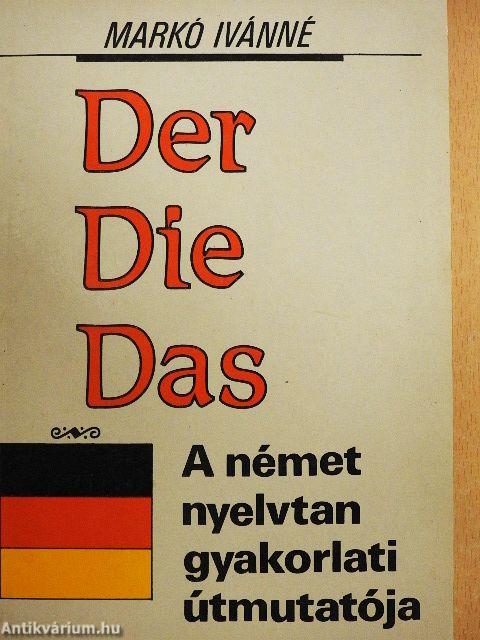 MARKÓ IVÁNNÉ
Der
Die
Das
A német
nyelvtan
gyakorlati
útmutatója
Antikvárium.hu